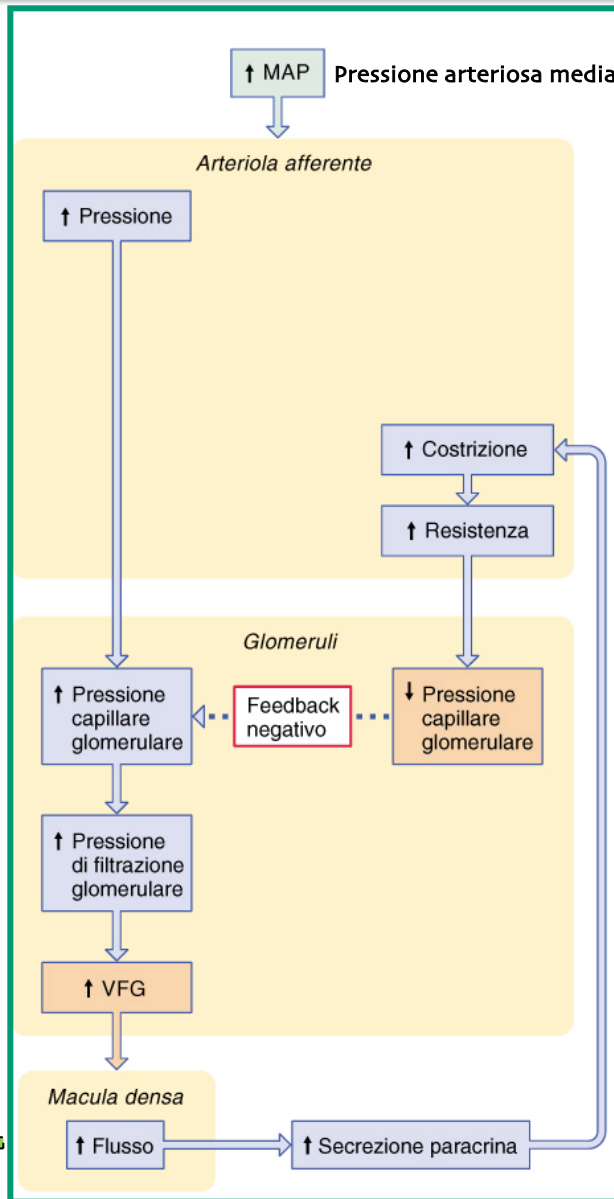 ↑ MAP
Pressione arteriosa media
Arteriola afferente
↑ Pressione
↑ Costrizione
↑ Resistenza
Glomeruli
↑ Pressione
capillare
glomerulare
Feedback
negativo
↓ Pressione
capillare
glomerulare
↑ Pressione
di filtrazione
glomerulare
↑ VFG
Macula densa
↑ Flusso
↑ Secrezione paracrina